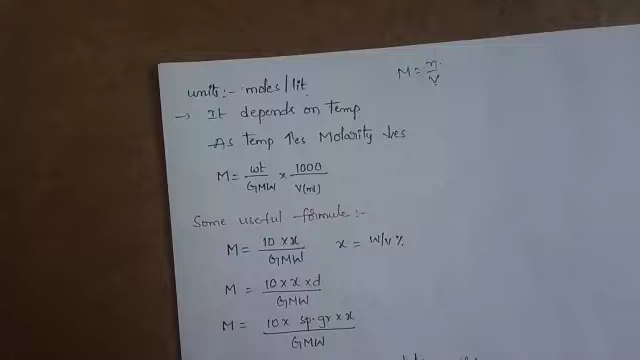 units:- moles/lit.
M = n/V
→ It depends on Temp
As temp ↑es Molarity ↓es
M = wt/GMW × 1000/V(ml)
Some useful formule:-
M = 10 × x/GMW    x = W/V %
M = 10 × x × d/GMW
M = 10 × sp.gr × x/GMW